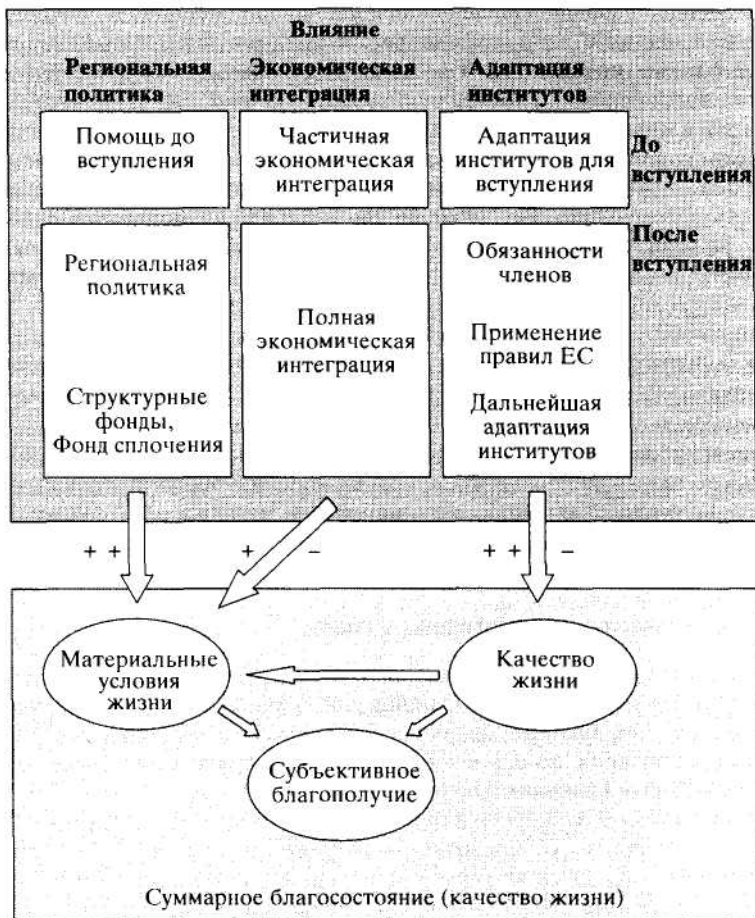 Влияние
Региональная политика
Экономическая интеграция
Адаптация институтов
Помощь до
вступления
Частичная
экономическая
интеграция
Адаптация
институтов для
вступления
До
вступления
Региональная
политика
Структурные
фонды,
Фонд сплочения
Полная
экономическая
интеграция
Обязанности
членов
Применение
правил ЕС
Дальнейшая
адаптация
институтов
После
вступления
+ +
+ –
+ + –
Материальные
условия
жизни
Качество
жизни
Субъективное
благополучие
Суммарное благосостояние (качество жизни)